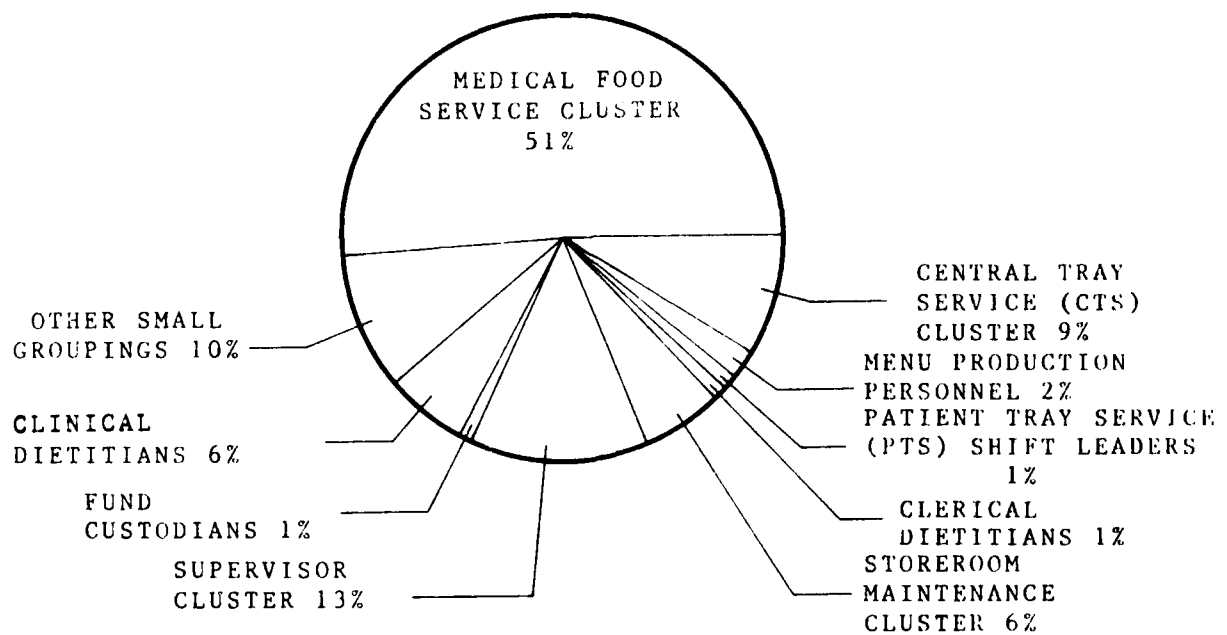 MEDICAL FOOD
SERVICE CLUSTER
51%
CENTRAL TRAY
SERVICE (CTS)
CLUSTER 9%
MENU PRODUCTION
PERSONNEL 2%
PATIENT TRAY SERVICE
(PTS) SHIFT LEADERS
1%
CLERICAL
DIETITIANS 1%
STOREROOM
MAINTENANCE
CLUSTER 6%
SUPERVISOR
CLUSTER 13%
FUND
CUSTODIANS 1%
CLINICAL
DIETITIANS 6%
OTHER SMALL
GROUPINGS 10%